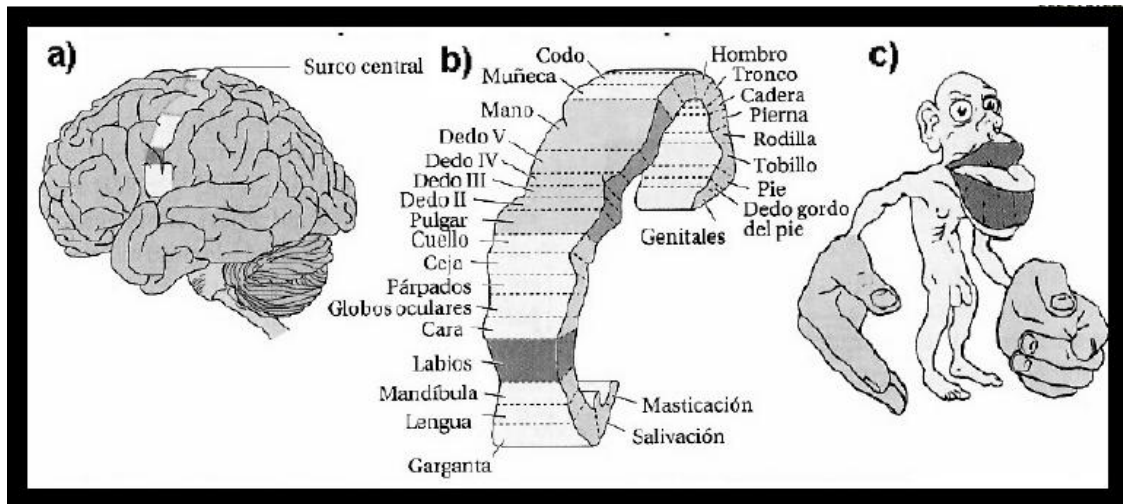 a)
Surco central
b)
Codo
Muñeca
Mano
Dedo V
Dedo IV
Dedo III
Dedo II
Pulgar
Cuello
Ceja
Párpados
Globos oculares
Cara
Labios
Mandíbula
Lengua
Garganta
Hombro
Tronco
Cadera
Pierna
Rodilla
Tobillo
Pie
Dedo gordo
del pie
Genitales
Masticación
Salivación
c)